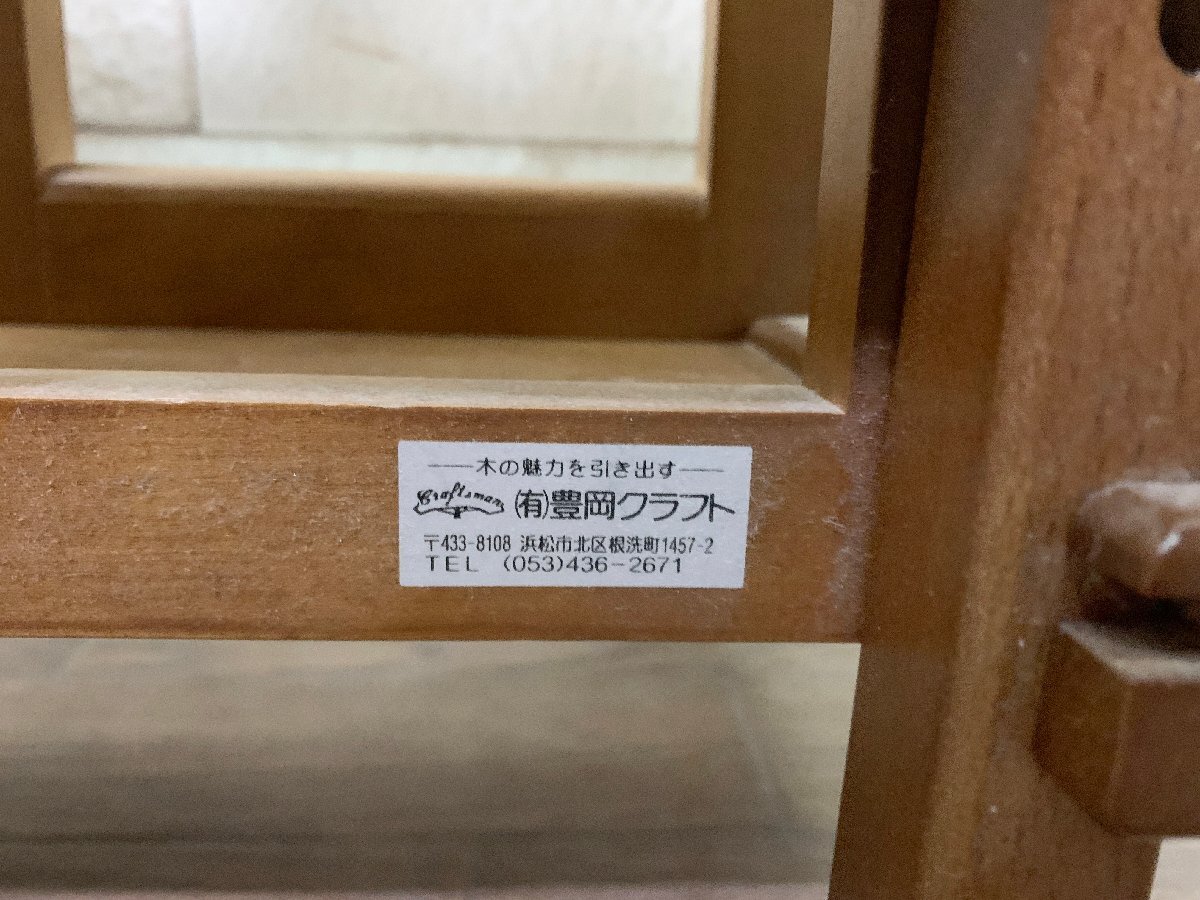 木の魅力を引き出す
Craftsman ㈲豊岡クラフト
〒433-8108 浜松市北区根洗町1457-2
TEL (053)436-2671